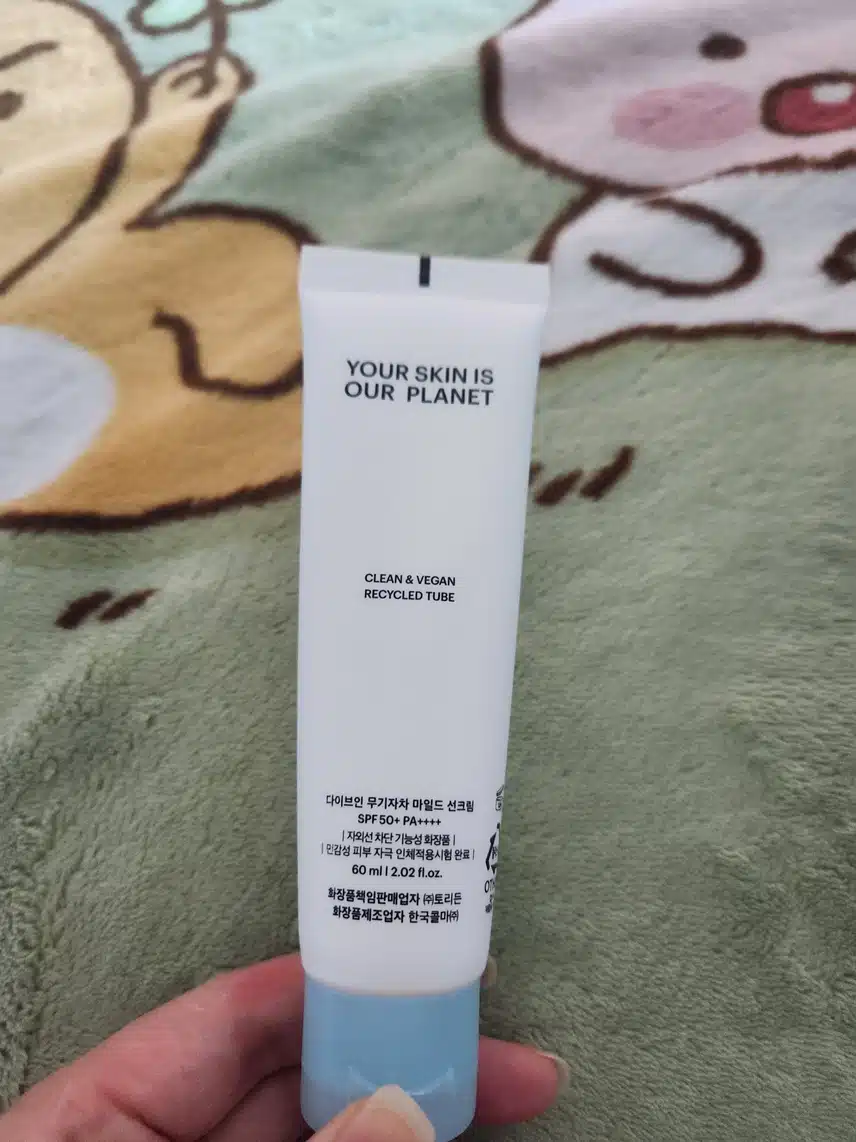 YOUR SKIN IS
OUR PLANET
CLEAN & VEGAN
RECYCLED TUBE
다이브인 무기자차 마일드 선크림
SPF 50+ PA++++
| 자외선 차단 기능성 화장품 |
| 민감성 피부 자극 인체적용시험 완료 |
60 ml l 2.02 fl.oz.
화장품책임판매업자 ㈜토리든
화장품제조업자 한국콜마㈜